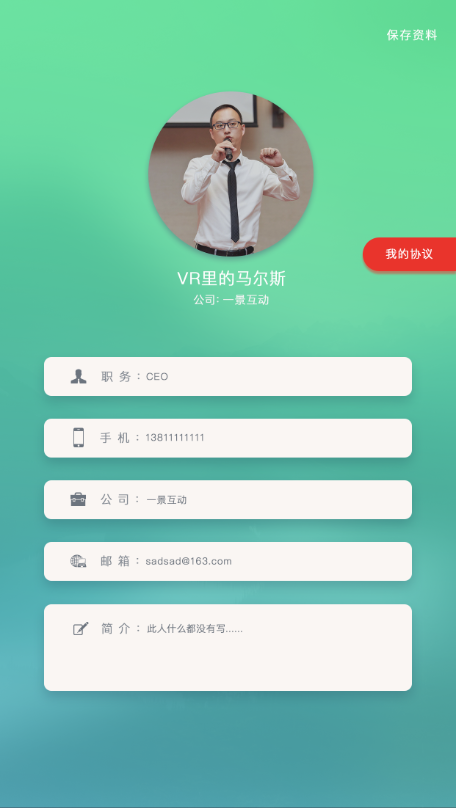 保存资料
我的协议
VR里的马尔斯
公司: 一景互动
职 务 : CEO
手 机 : 13811111111
公 司 : 一景互动
邮 箱 : sadsad@163.com
简 介 : 此人什么都没有写......